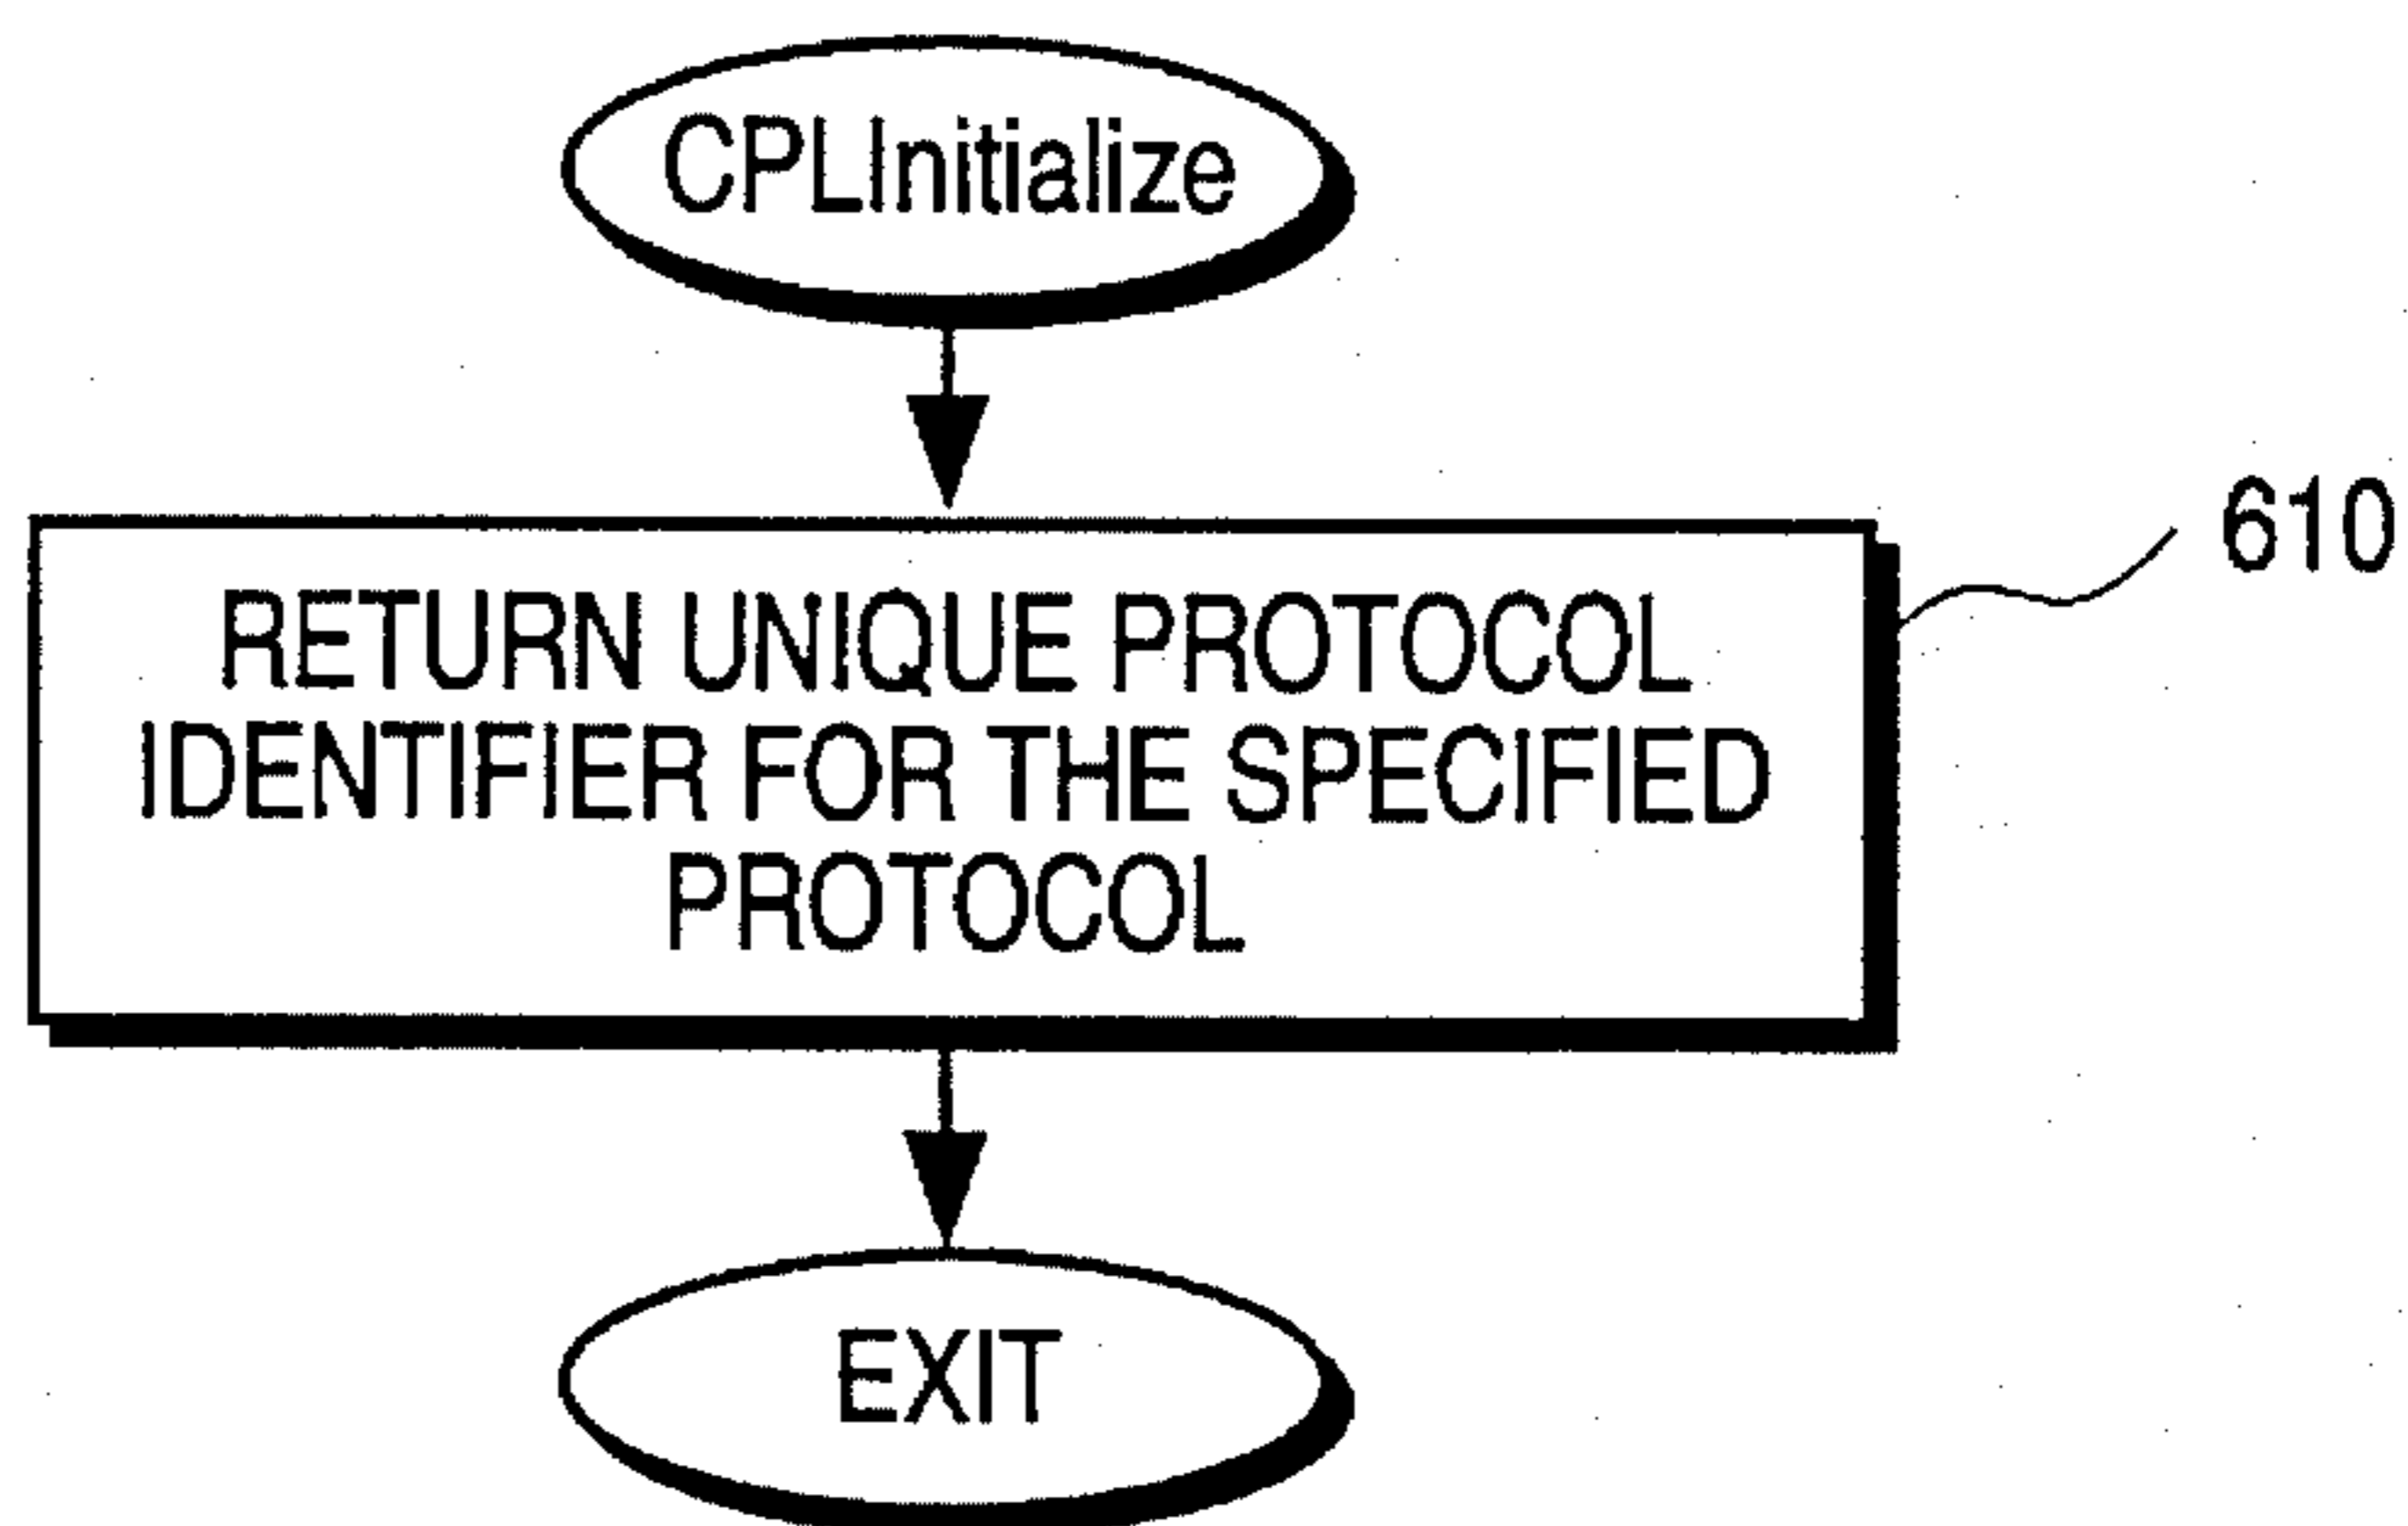 CPLInitialize
610
RETURN UNIQUE PROTOCOL
IDENTIFIER FOR THE SPECIFIED
PROTOCOL
EXIT